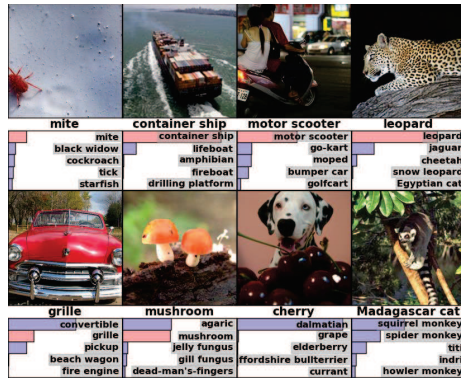 mite
container ship
motor scooter
leopard
mite
black widow
cockroach
tick
starfish
container ship
lifeboat
amphibian
fireboat
drilling platform
motor scooter
go-kart
moped
bumper car
golfcart
leopard
jaguar
cheetah
snow leopard
Egyptian cat
grille
mushroom
cherry
Madagascar cat
convertible
grille
pickup
beach wagon
fire engine
agaric
mushroom
jelly fungus
gill fungus
dead-man's-fingers
dalmatian
grape
elderberry
ffordshire bullterrier
currant
squirrel monkey
spider monkey
titi
indri
howler monkey